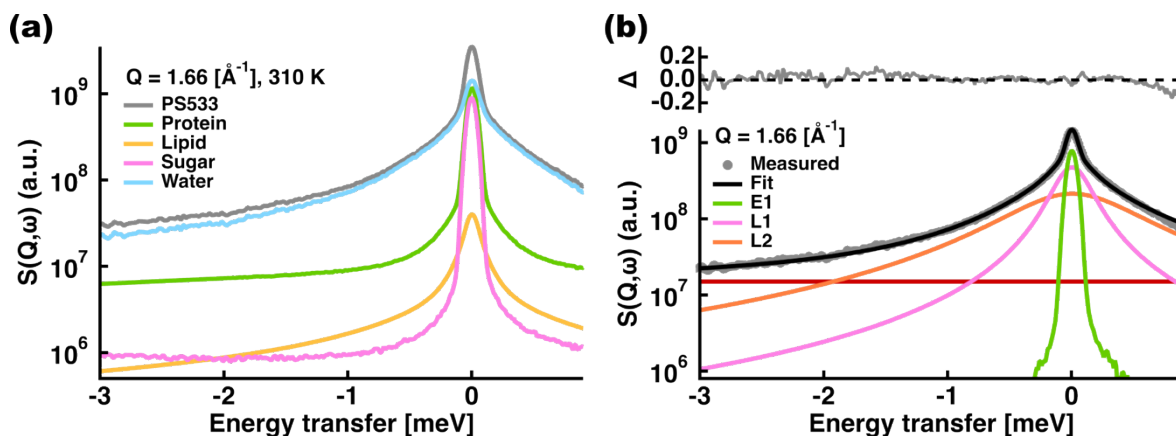 (a)
Q = 1.66 [Å⁻¹], 310 K
PS533
Protein
Lipid
Sugar
Water
S(Q,ω) (a.u.)
10⁹
10⁸
10⁷
10⁶
-3
-2
-1
0
Energy transfer [meV]
(b)
Δ
0.2
0.0
-0.2
Q = 1.66 [Å⁻¹]
Measured
Fit
E1
L1
L2
S(Q,ω) (a.u.)
10⁹
10⁸
10⁷
10⁶
-3
-2
-1
0
Energy transfer [meV]